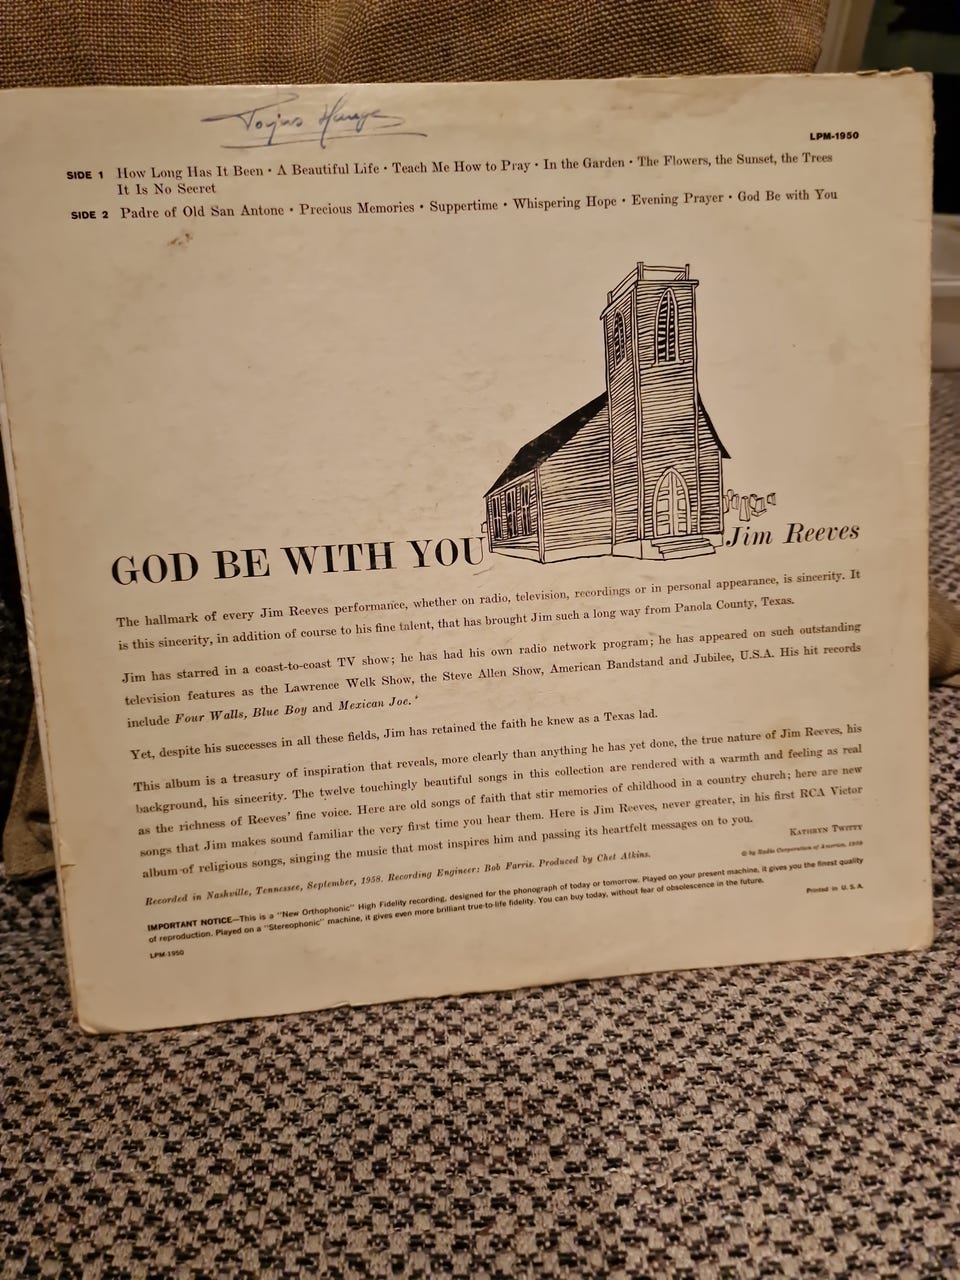 LPM-1950
SIDE 1 How Long Has It Been • A Beautiful Life • Teach Me How to Pray • In the Garden • The Flowers, the Sunset, the Trees
It Is No Secret
SIDE 2 Padre of Old San Antone • Precious Memories • Suppertime • Whispering Hope • Evening Prayer • God Be with You
GOD BE WITH YOU Jim Reeves
The hallmark of every Jim Reeves performance, whether on radio, television, recordings or in personal appearance, is sincerity. It
is this sincerity, in addition of course to his fine talent, that has brought Jim such a long way from Panola County, Texas.
Jim has starred in a coast-to-coast TV show; he has had his own radio network program; he has appeared on such outstanding
television features as the Lawrence Welk Show, the Steve Allen Show, American Bandstand and Jubilee, U.S.A. His hit records
include Four Walls, Blue Boy and Mexican Joe.
Yet, despite his successes in all these fields, Jim has retained the faith he knew as a Texas lad.
This album is a treasury of inspiration that reveals, more clearly than anything he has yet done, the true nature of Jim Reeves, his
background, his sincerity. The twelve touchingly beautiful songs in this collection are rendered with a warmth and feeling as real
as the richness of Reeves' fine voice. Here are old songs of faith that stir memories of childhood in a country church; here are new
songs that Jim makes sound familiar the very first time you hear them. Here is Jim Reeves, never greater, in his first RCA Victor
album of religious songs, singing the music that most inspires him and passing its heartfelt messages on to you.
KATHRYN TWITTY
Recorded in Nashville, Tennessee, September, 1958. Recording Engineer: Bob Farris. Produced by Chet Atkins.
© by Radio Corporation of America, 1958
IMPORTANT NOTICE—This is a "New Orthophonic" High Fidelity recording, designed for the phonograph of today or tomorrow. Played on your present machine, it gives you the finest quality
of reproduction. Played on a "Stereophonic" machine, it gives even more brilliant true-to-life fidelity. You can buy today, without fear of obsolescence in the future.
Printed in U.S.A.
LPM-1950